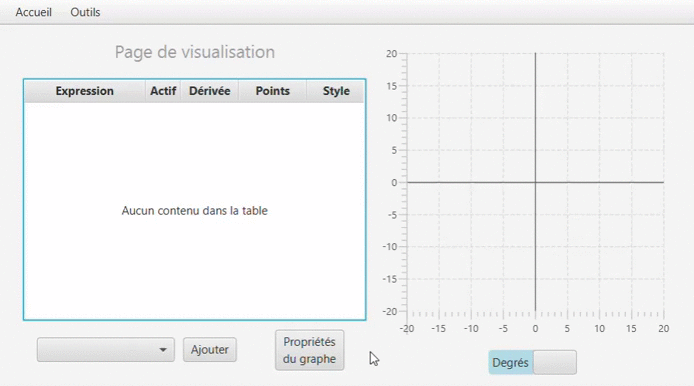 Accueil Outils
Page de visualisation
Expression Actif Dérivée Points Style
Aucun contenu dans la table
Ajouter
Propriétés
du graphe
20
15
10
5
0
-5
-10
-15
-20
-20 -15 -10 -5 0 5 10 15 20
Degrés